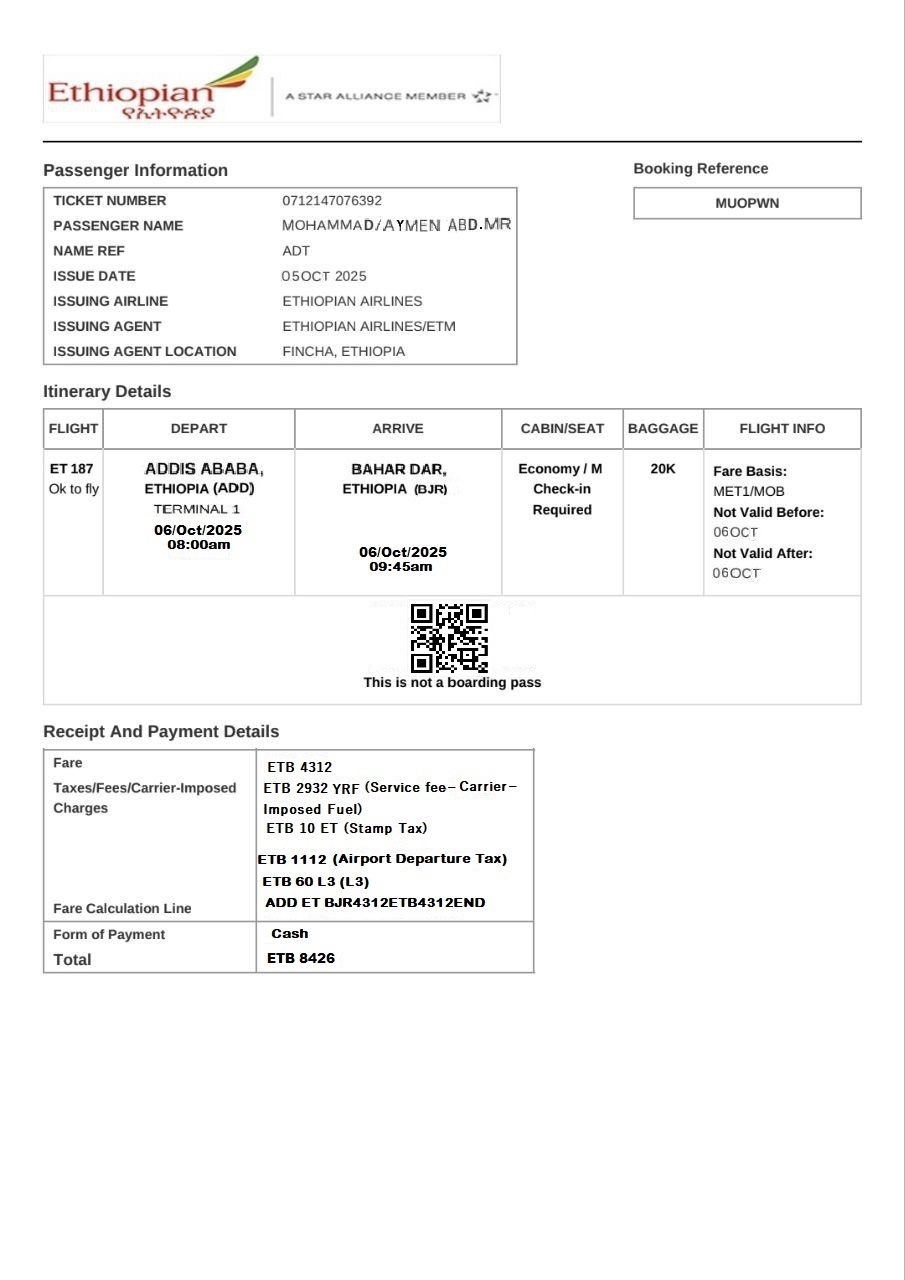 Ethiopian
የኢትዮጵያ
A STAR ALLIANCE MEMBER
Passenger Information
Booking Reference
TICKET NUMBER 0712147076392
MUOPWN
PASSENGER NAME MOHAMMAD/AYMEN ABD.MR
NAME REF ADT
ISSUE DATE 05OCT 2025
ISSUING AIRLINE ETHIOPIAN AIRLINES
ISSUING AGENT ETHIOPIAN AIRLINES/ETM
ISSUING AGENT LOCATION FINCHA, ETHIOPIA
Itinerary Details
FLIGHT DEPART ARRIVE CABIN/SEAT BAGGAGE FLIGHT INFO
ET 187
Ok to fly
ADDIS ABABA,
ETHIOPIA (ADD)
TERMINAL 1
06/Oct/2025
08:00am
BAHAR DAR,
ETHIOPIA (BJR)
06/Oct/2025
09:45am
Economy / M
Check-in
Required
20K
Fare Basis:
MET1/MOB
Not Valid Before:
06OCT
Not Valid After:
06OCT
This is not a boarding pass
Receipt And Payment Details
Fare ETB 4312
Taxes/Fees/Carrier-Imposed
Charges
ETB 2932 YRF (Service fee-Carrier-
Imposed Fuel)
ETB 10 ET (Stamp Tax)
ETB 1112 (Airport Departure Tax)
ETB 60 L3 (L3)
Fare Calculation Line ADD ET BJR4312ETB4312END
Form of Payment Cash
Total ETB 8426